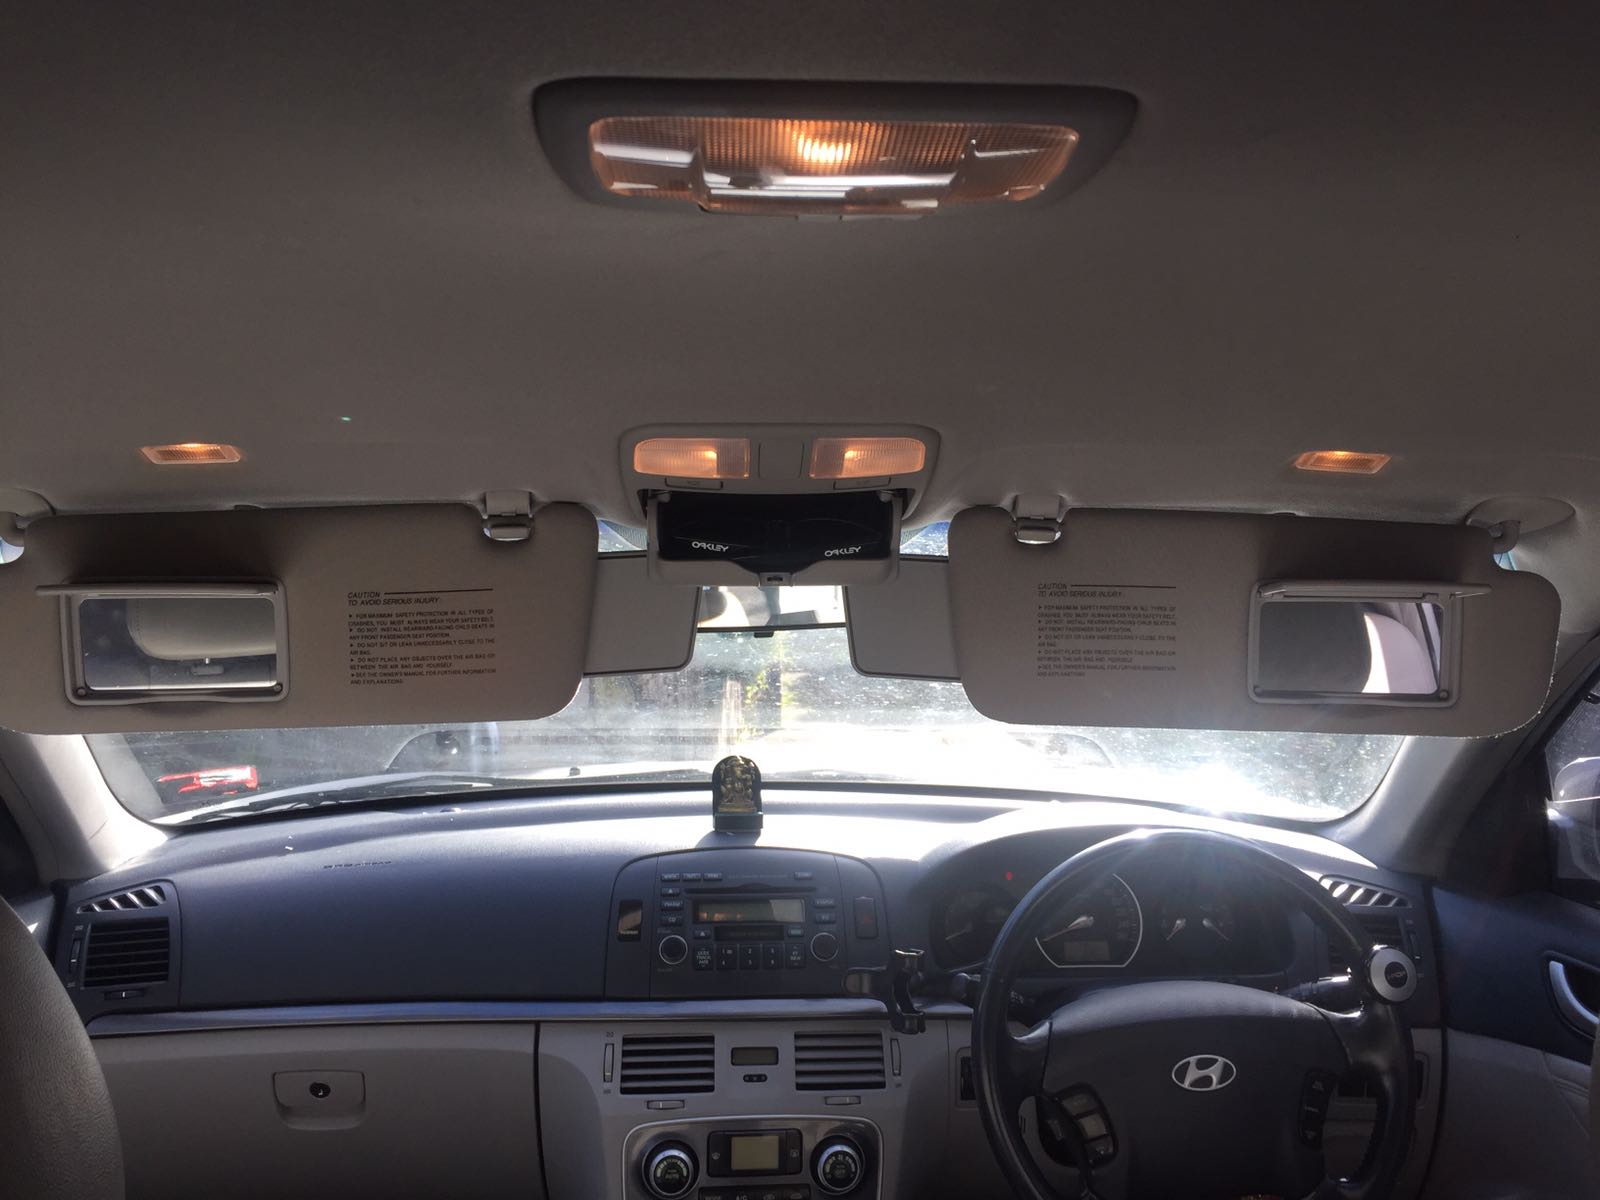 OAKLEY
OAKLEY
CAUTION
TO AVOID SERIOUS INJURY:
► FOR MAXIMUM SAFETY PROTECTION IN ALL TYPES OF
CRASHES, YOU MUST ALWAYS WEAR YOUR SAFETY BELT.
► DO NOT INSTALL REARWARD-FACING CHILD SEATS IN
ANY FRONT PASSENGER SEAT POSITION.
► DO NOT SIT OR LEAN UNNECESSARILY CLOSE TO THE
AIR BAG.
► DO NOT PLACE ANY OBJECTS OVER THE AIR BAG OR
BETWEEN THE AIR BAG AND YOURSELF.
► SEE THE OWNER'S MANUAL FOR FURTHER INFORMATION
AND EXPLANATIONS.
CAUTION
TO AVOID SERIOUS INJURY:
► FOR MAXIMUM SAFETY PROTECTION IN ALL TYPES OF
CRASHES, YOU MUST ALWAYS WEAR YOUR SAFETY BELT.
► DO NOT INSTALL REARWARD-FACING CHILD SEATS IN
ANY FRONT PASSENGER SEAT POSITION.
► DO NOT SIT OR LEAN UNNECESSARILY CLOSE TO THE
AIR BAG.
► DO NOT PLACE ANY OBJECTS OVER THE AIR BAG OR
BETWEEN THE AIR BAG AND YOURSELF.
► SEE THE OWNER'S MANUAL FOR FURTHER INFORMATION
AND EXPLANATIONS.
CD
MODE
A/C